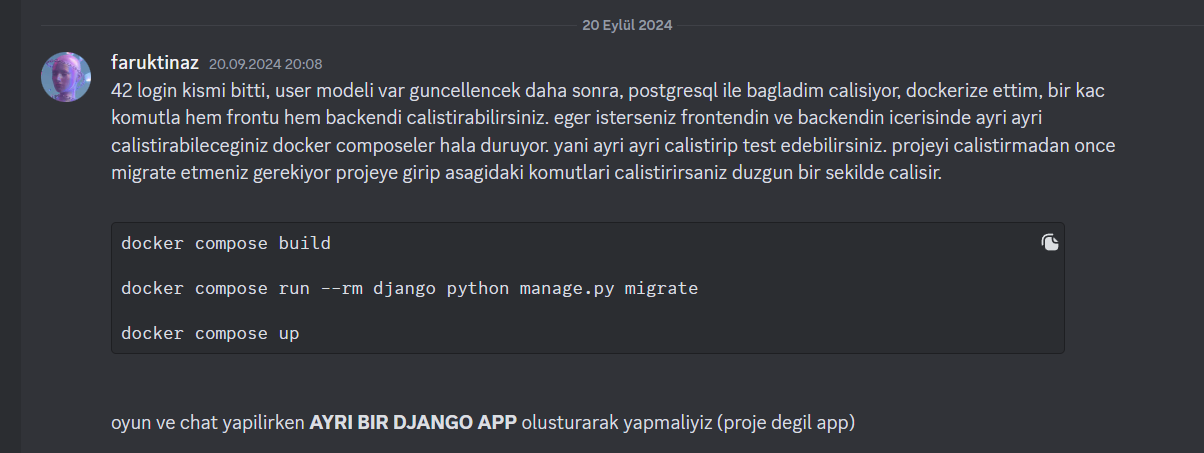 20 Eylül 2024
faruktinaz 20.09.2024 20:08
42 login kismi bitti, user modeli var guncellencek daha sonra, postgresql ile bagladim calisiyor, dockerize ettim, bir kac
komutla hem frontu hem backendi calistirabilirsiniz. eger isterseniz frontendin ve backendin icerisinde ayri ayri
calistirabileceginiz docker composeler hala duruyor. yani ayri ayri calistirip test edebilirsiniz. projeyi calistirmadan once
migrate etmeniz gerekiyor projeye girip asagidaki komutlari calistirirsaniz duzgun bir sekilde calisir.
docker compose build
docker compose run --rm django python manage.py migrate
docker compose up
oyun ve chat yapilirken AYRI BIR DJANGO APP olusturarak yapmaliyiz (proje degil app)